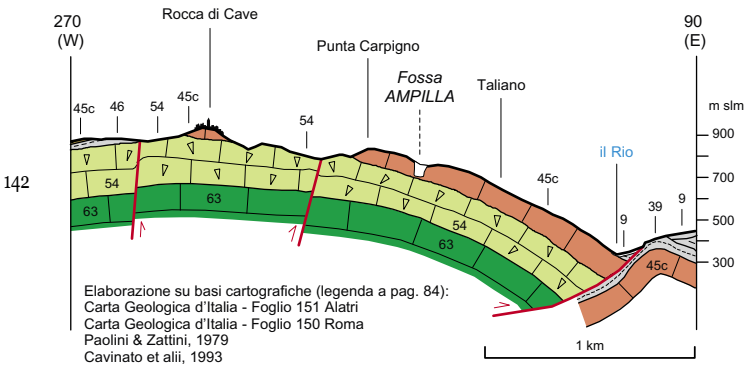 270
(W)
Rocca di Cave
90
(E)
Punta Carpigno
Fossa
AMPILLA
Taliano
45c
46
54
45c
54
m slm
900
il Rio
142
54
700
63
63
45c
9
39
9
54
500
63
45c
300
Elaborazione su basi cartografiche (legenda a pag. 84):
Carta Geologica d'Italia - Foglio 151 Alatri
Carta Geologica d'Italia - Foglio 150 Roma
Paolini & Zattini, 1979
Cavinato et alii, 1993
1 km